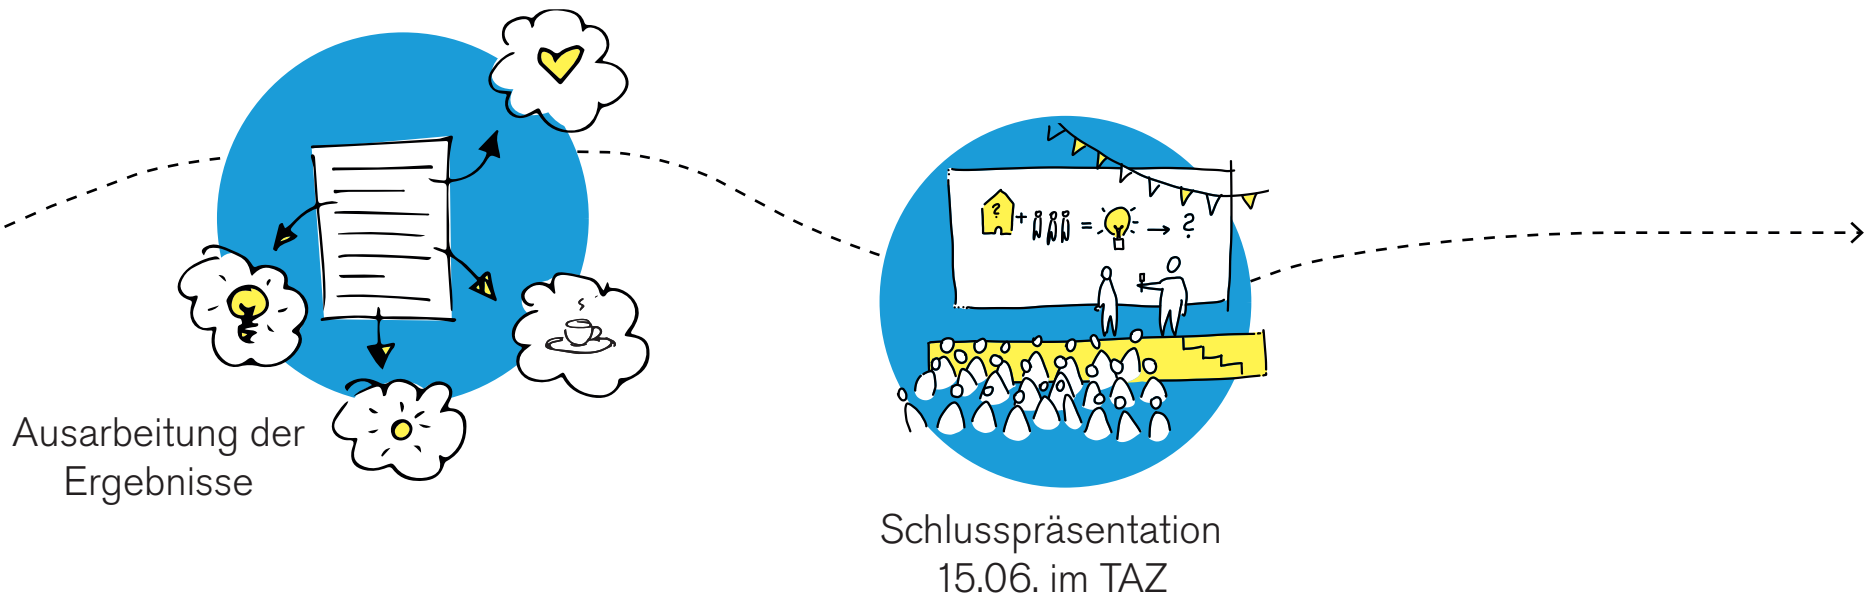 ? + = → ?
Ausarbeitung der
Ergebnisse
Schlusspräsentation
15.06. im TAZ